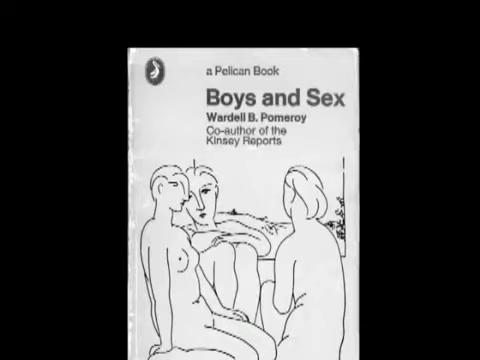 a Pelican Book
Boys and Sex
Wardell B. Pomeroy
Co-author of the
Kinsey Reports